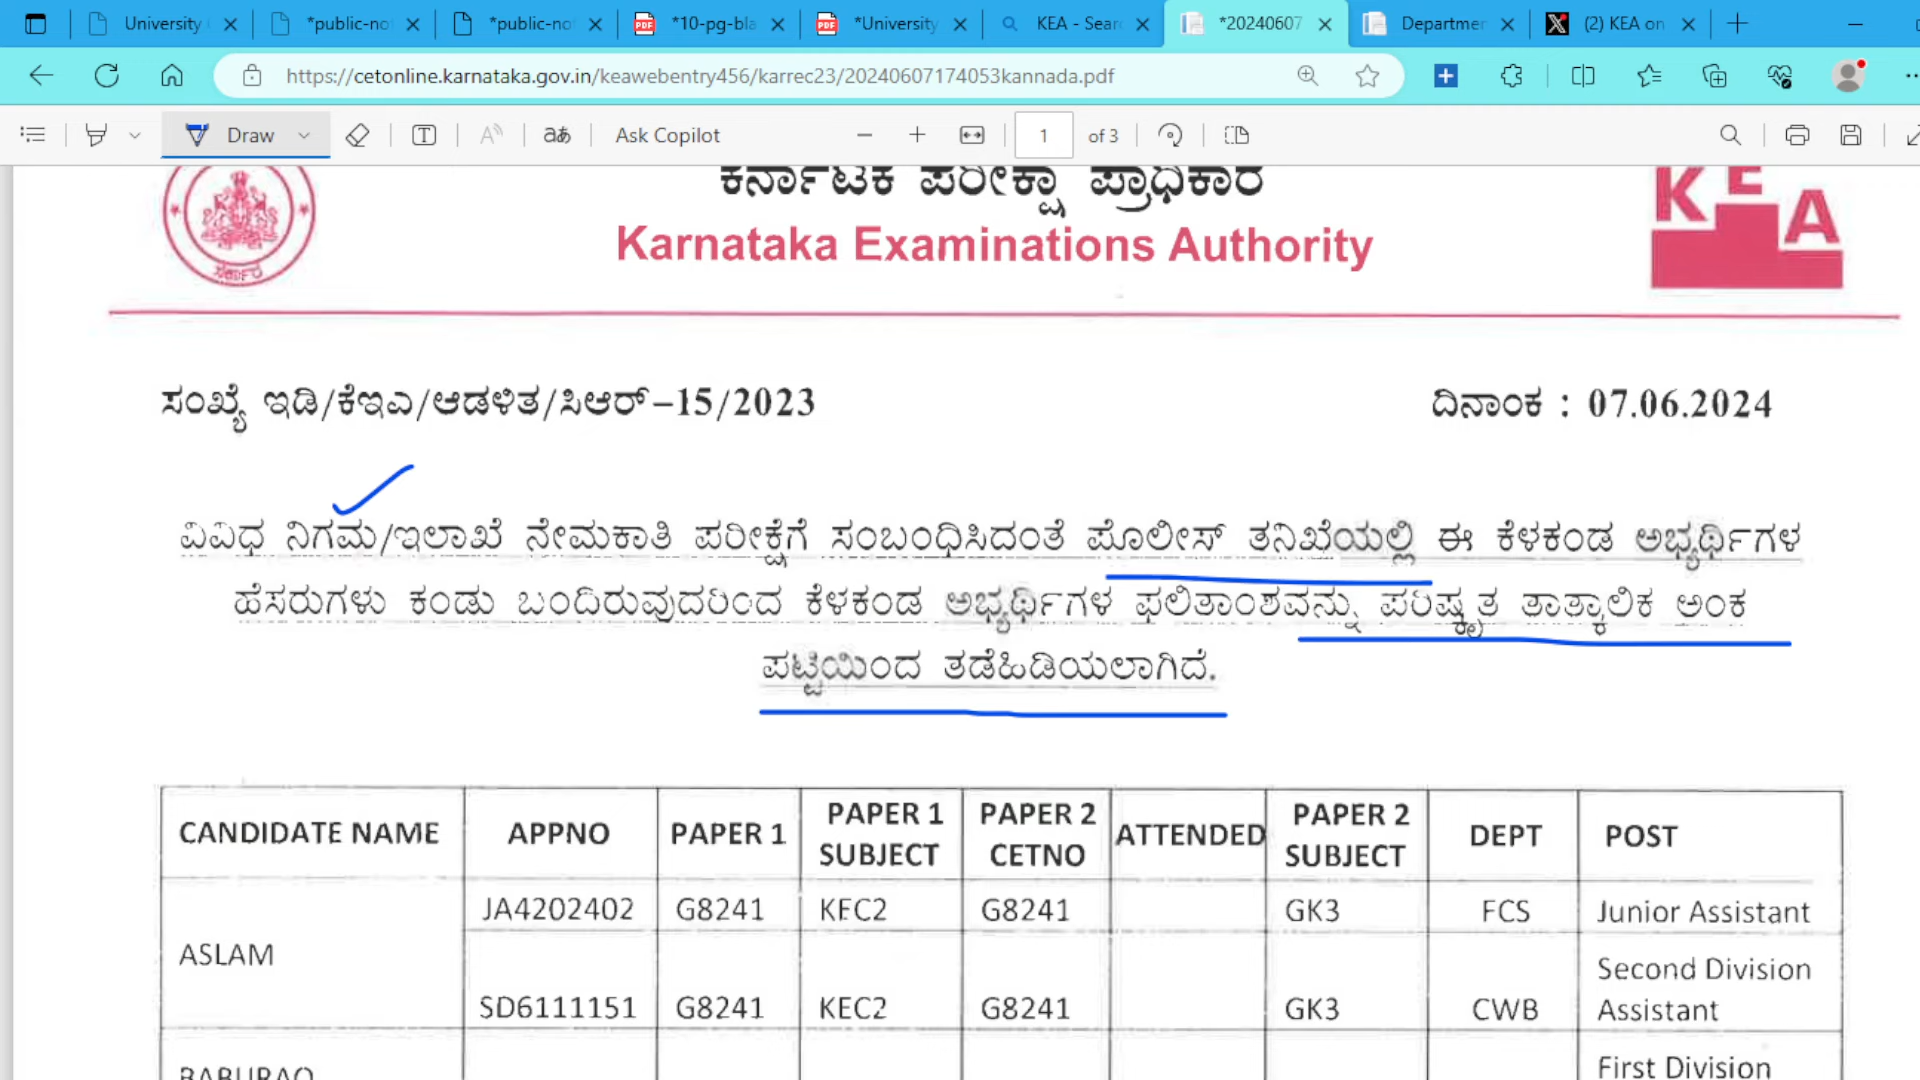 University
*public-no
*public-no
*10-pg-bla
*University
KEA - Sear
*20240607
Departmer
(2) KEA on
https://cetonline.karnataka.gov.in/keawebentry456/karrec23/20240607174053kannada.pdf
Draw
Ask Copilot
1 of 3
ಕರ್ನಾಟಕ ಪರೀಕ್ಷಾ ಪ್ರಾಧಿಕಾರ
Karnataka Examinations Authority
KEA
ಸಂಖ್ಯೆ ಇಡಿ/ಕೆಇಎ/ಆಡಳಿತ/ಸಿಆರ್-15/2023
ದಿನಾಂಕ : 07.06.2024
ವಿವಿಧ ನಿಗಮ/ಇಲಾಖೆ ನೇಮಕಾತಿ ಪರೀಕ್ಷೆಗೆ ಸಂಬಂಧಿಸಿದಂತೆ ಪೊಲೀಸ್ ತನಿಖೆಯಲ್ಲಿ ಈ ಕೆಳಕಂಡ ಅಭ್ಯರ್ಥಿಗಳ
ಹೆಸರುಗಳು ಕಂಡು ಬಂದಿರುವುದರಿಂದ ಕೆಳಕಂಡ ಅಭ್ಯರ್ಥಿಗಳ ಫಲಿತಾಂಶವನ್ನು ಪರಿಷ್ಕೃತ ತಾತ್ಕಾಲಿಕ ಅಂಕ
ಪಟ್ಟಿಯಿಂದ ತಡೆಹಿಡಿಯಲಾಗಿದೆ.
CANDIDATE NAME APPNO PAPER 1 PAPER 1 SUBJECT PAPER 2 CETNO ATTENDED PAPER 2 SUBJECT DEPT POST
ASLAM JA4202402 G8241 KEC2 G8241 GK3 FCS Junior Assistant
SD6111151 G8241 KEC2 G8241 GK3 CWB Second Division Assistant
BABURAO First Division